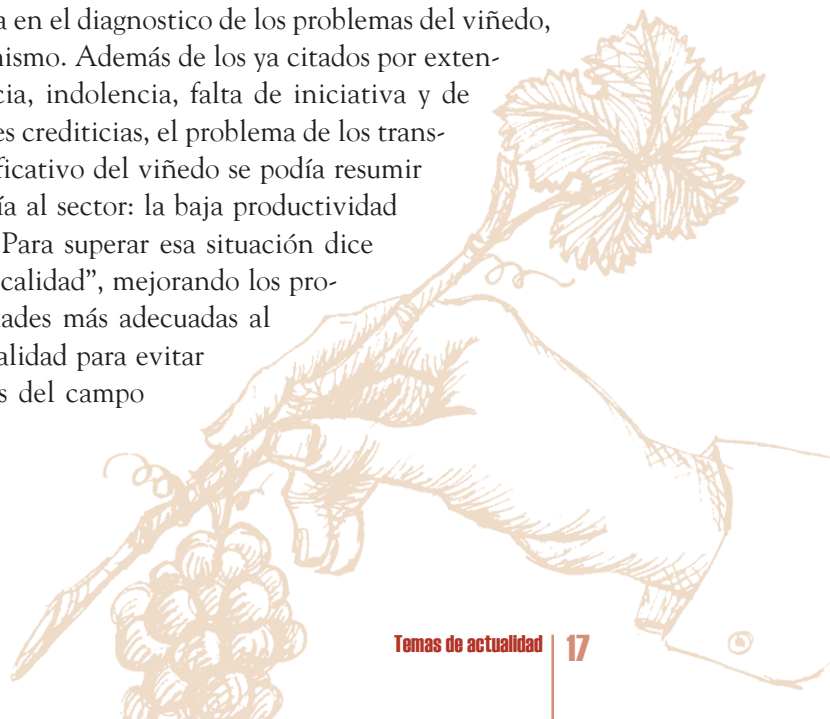 a en el diagnostico de los problemas del viñedo,
nismo. Además de los ya citados por exten-
cia, indolencia, falta de iniciativa y de
es crediticias, el problema de los trans-
ficativo del viñedo se podía resumir
ía al sector: la baja productividad
Para superar esa situación dice
calidad”, mejorando los pro-
dades más adecuadas al
alidad para evitar
s del campo
Temas de actualidad 17